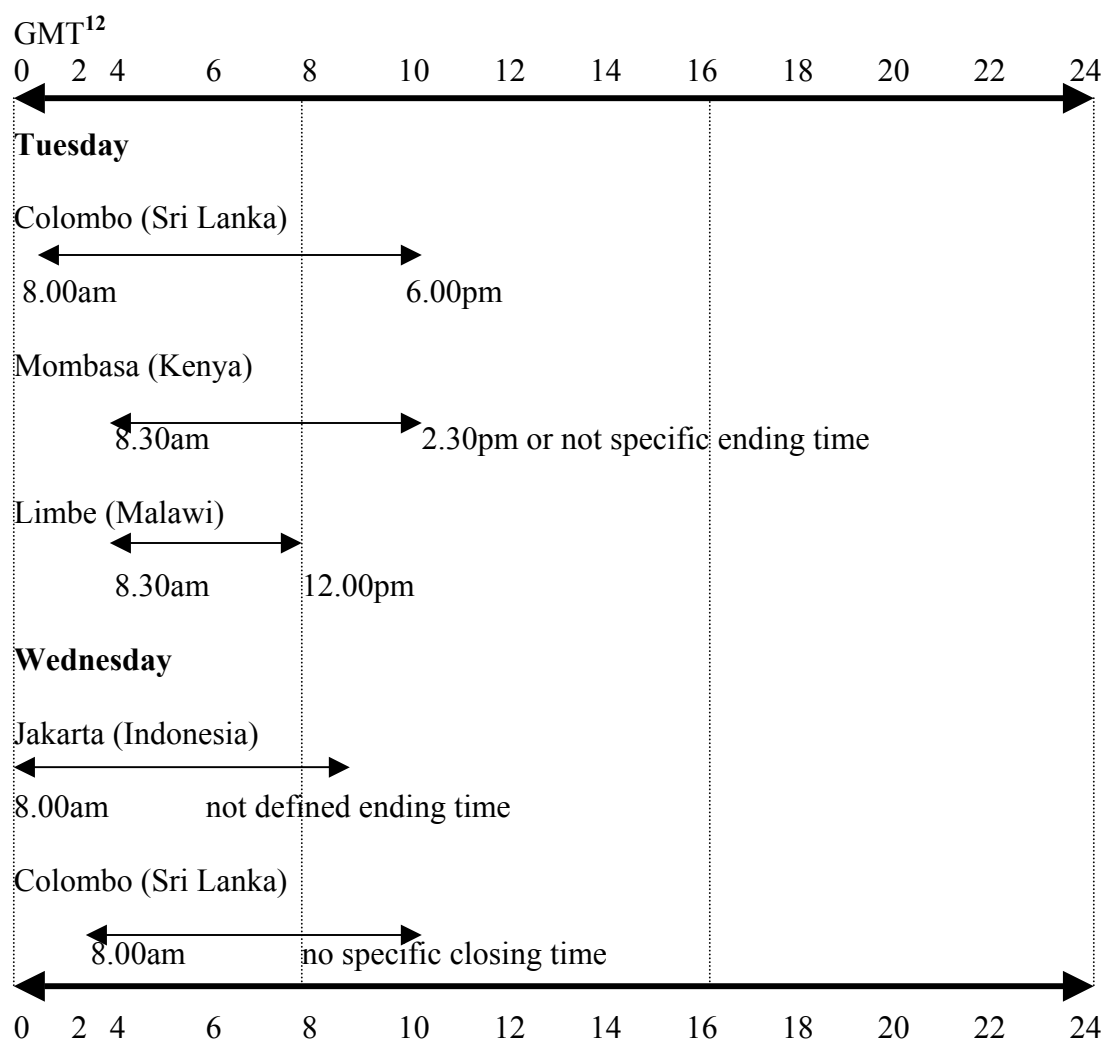 GMT12
0 2 4 6 8 10 12 14 16 18 20 22 24
Tuesday
Colombo (Sri Lanka)
8.00am 6.00pm
Mombasa (Kenya)
8.30am 2.30pm or not specific ending time
Limbe (Malawi)
8.30am 12.00pm
Wednesday
Jakarta (Indonesia)
8.00am not defined ending time
Colombo (Sri Lanka)
8.00am no specific closing time
0 2 4 6 8 10 12 14 16 18 20 22 24